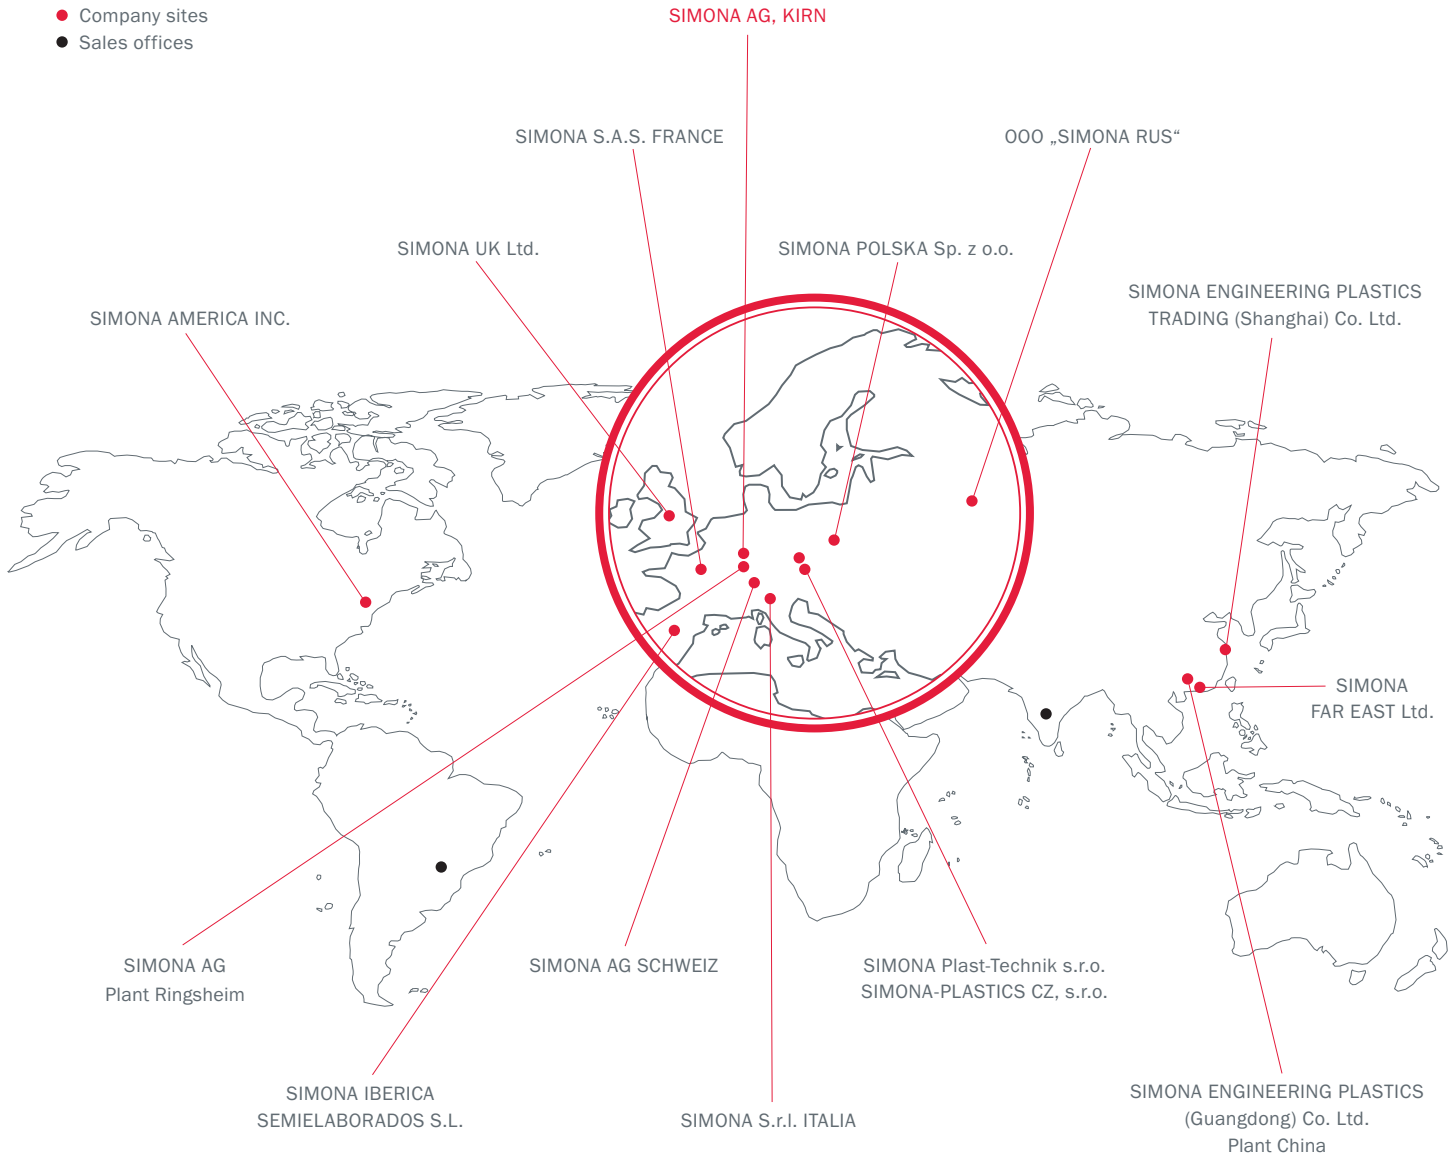 Company sites
Sales offices
SIMONA AG, KIRN
SIMONA S.A.S. FRANCE
OOO „SIMONA RUS“
SIMONA UK Ltd.
SIMONA POLSKA Sp. z o.o.
SIMONA AMERICA INC.
SIMONA ENGINEERING PLASTICS
TRADING (Shanghai) Co. Ltd.
SIMONA
FAR EAST Ltd.
SIMONA AG
Plant Ringsheim
SIMONA AG SCHWEIZ
SIMONA Plast-Technik s.r.o.
SIMONA-PLASTICS CZ, s.r.o.
SIMONA IBERICA
SEMIELABORADOS S.L.
SIMONA S.r.l. ITALIA
SIMONA ENGINEERING PLASTICS
(Guangdong) Co. Ltd.
Plant China